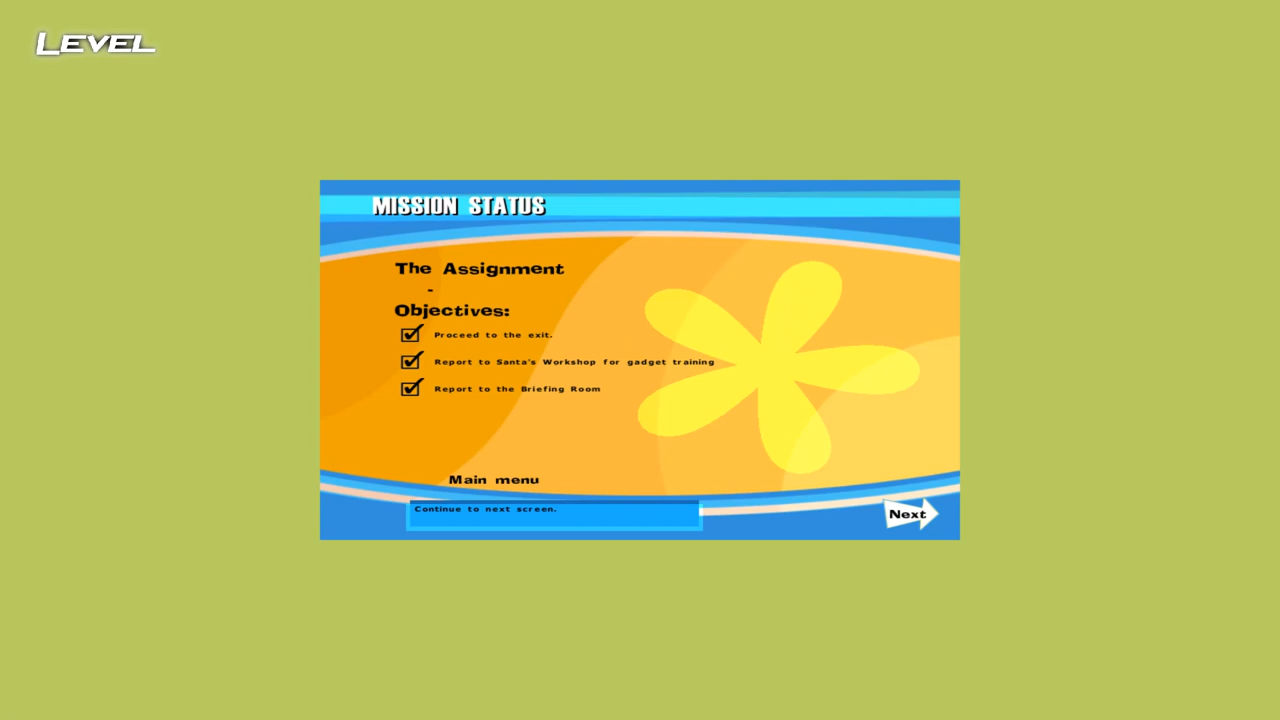 LEVEL
MISSION STATUS
The Assignment
-
Objectives:
Proceed to the exit.
Report to Santa's Workshop for gadget training
Report to the Briefing Room
Main menu
Continue to next screen.
Next